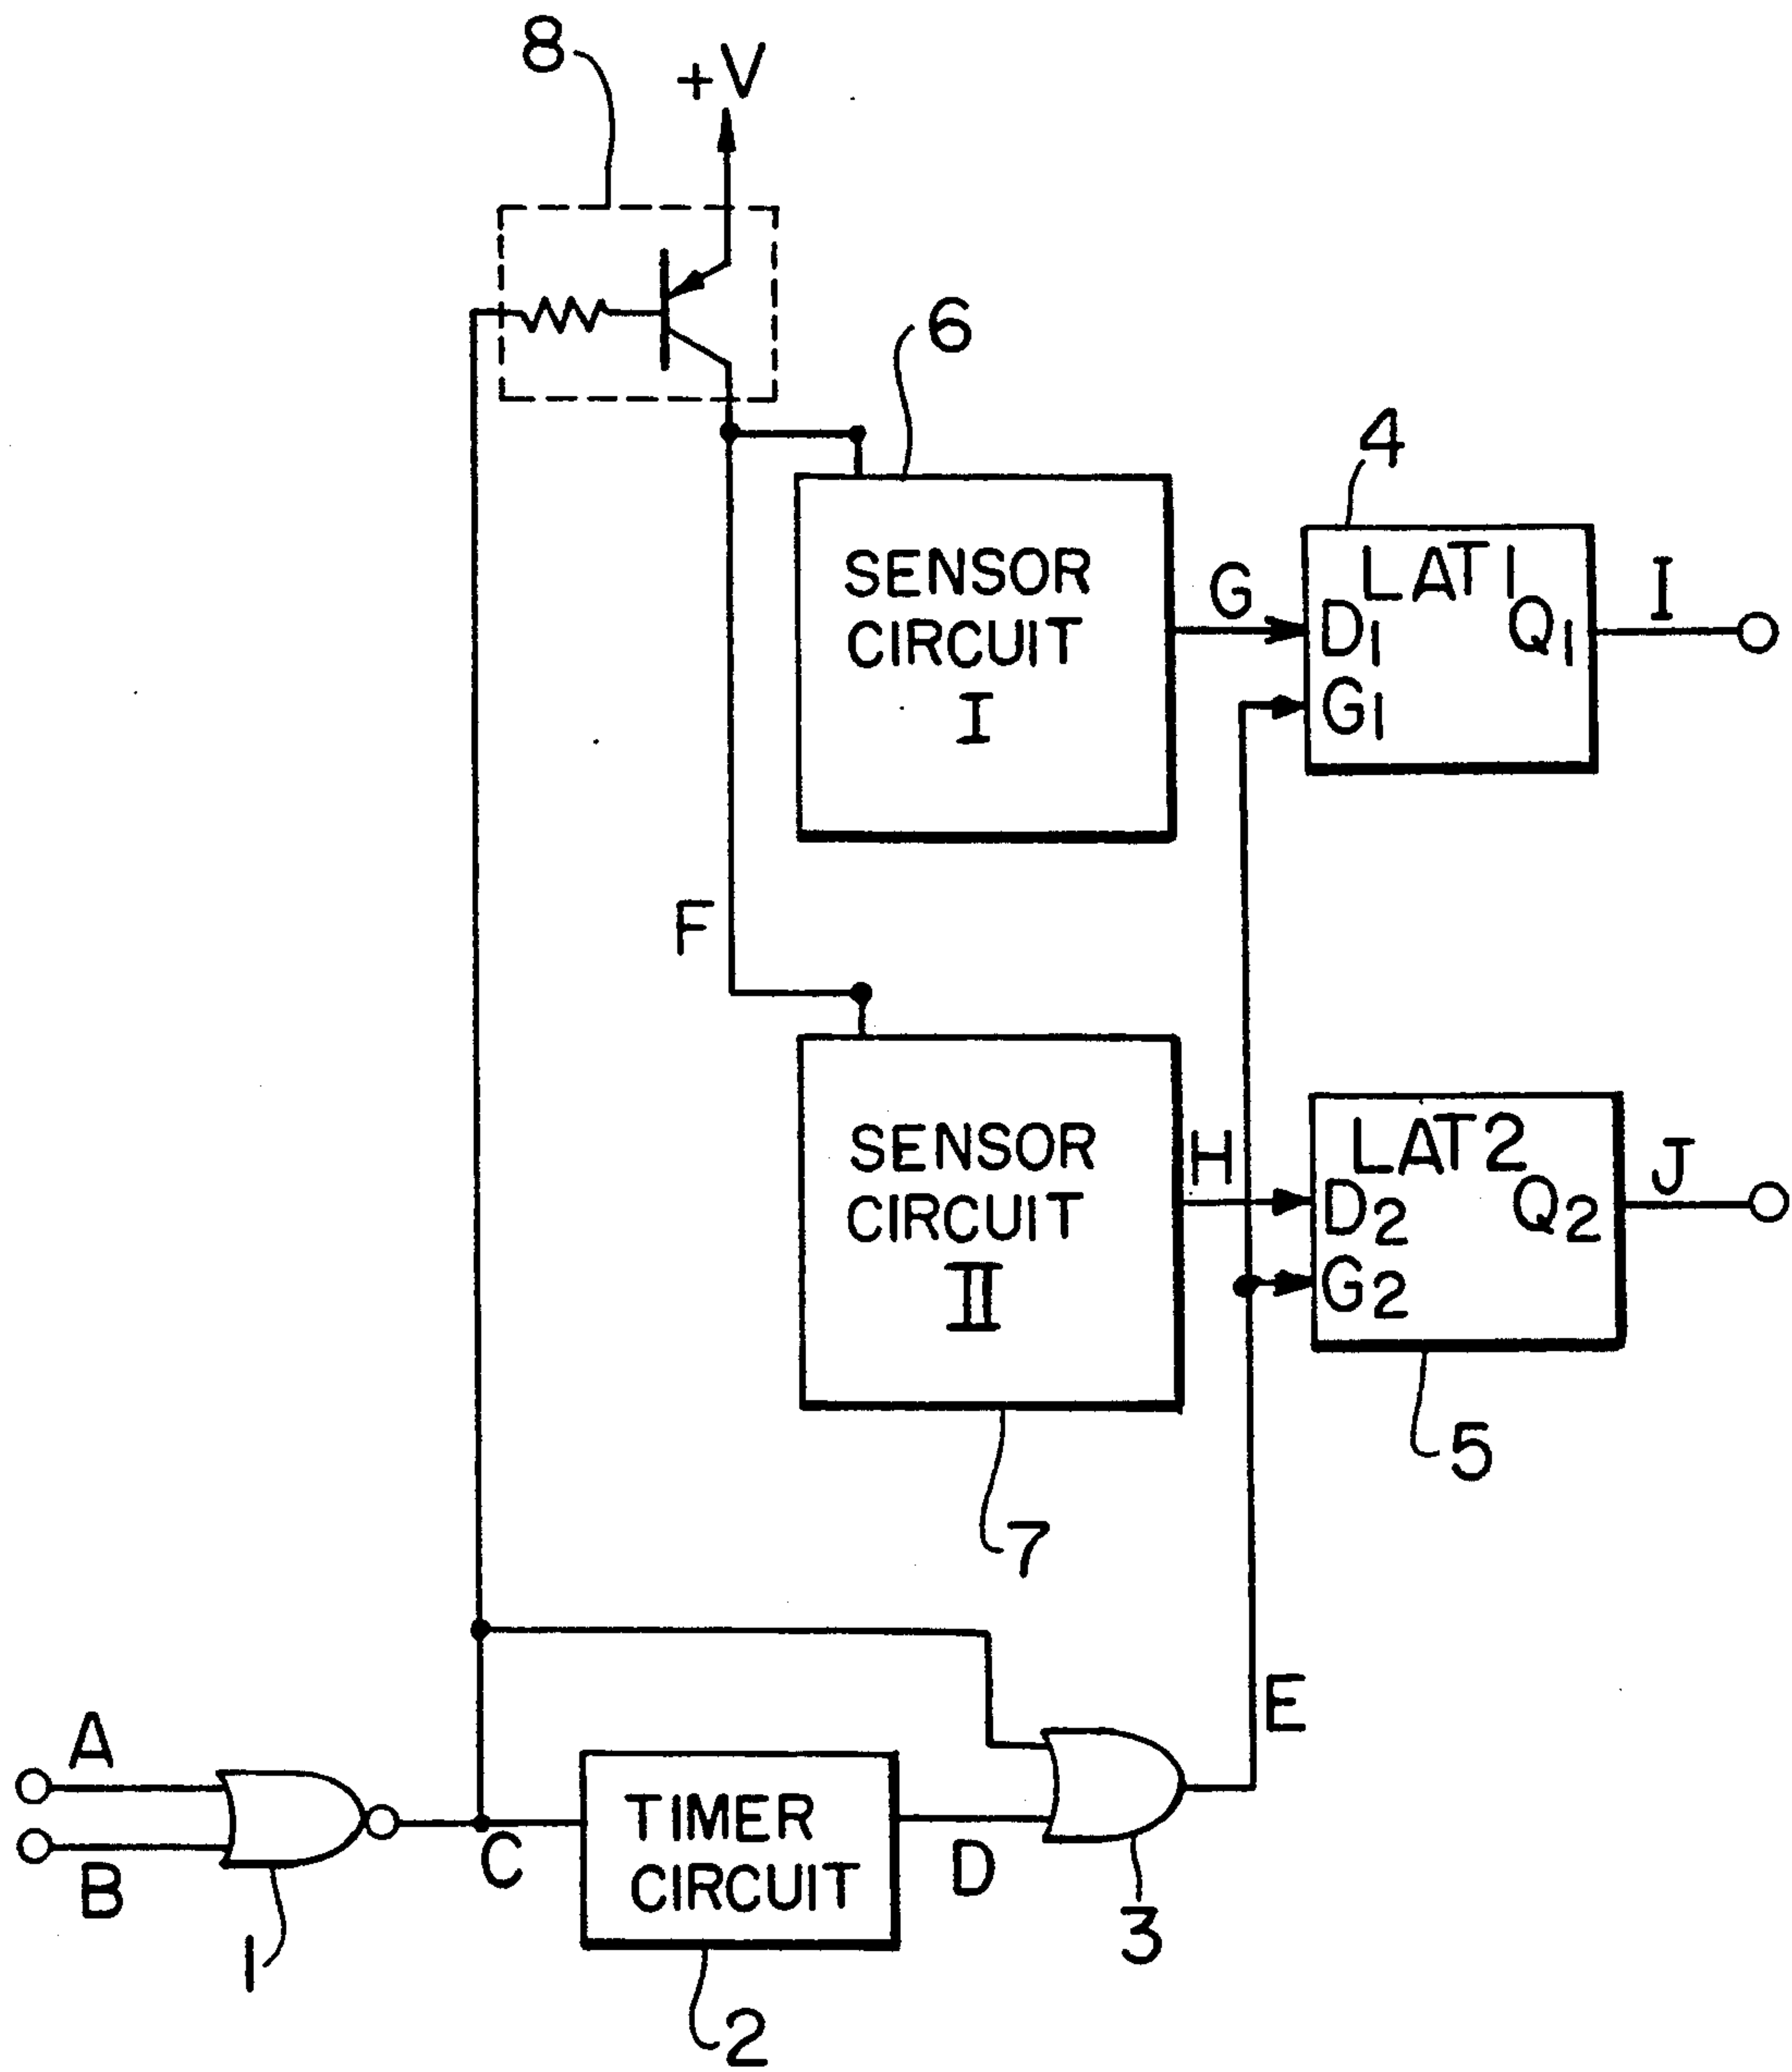 8
+V
6
4
SENSOR
CIRCUIT
I
G
LAT1
D1
Q1
G1
I
F
SENSOR
CIRCUIT
II
H
LAT2
D2
Q2
G2
J
5
7
E
A
B
1
C
TIMER
CIRCUIT
D
2
3